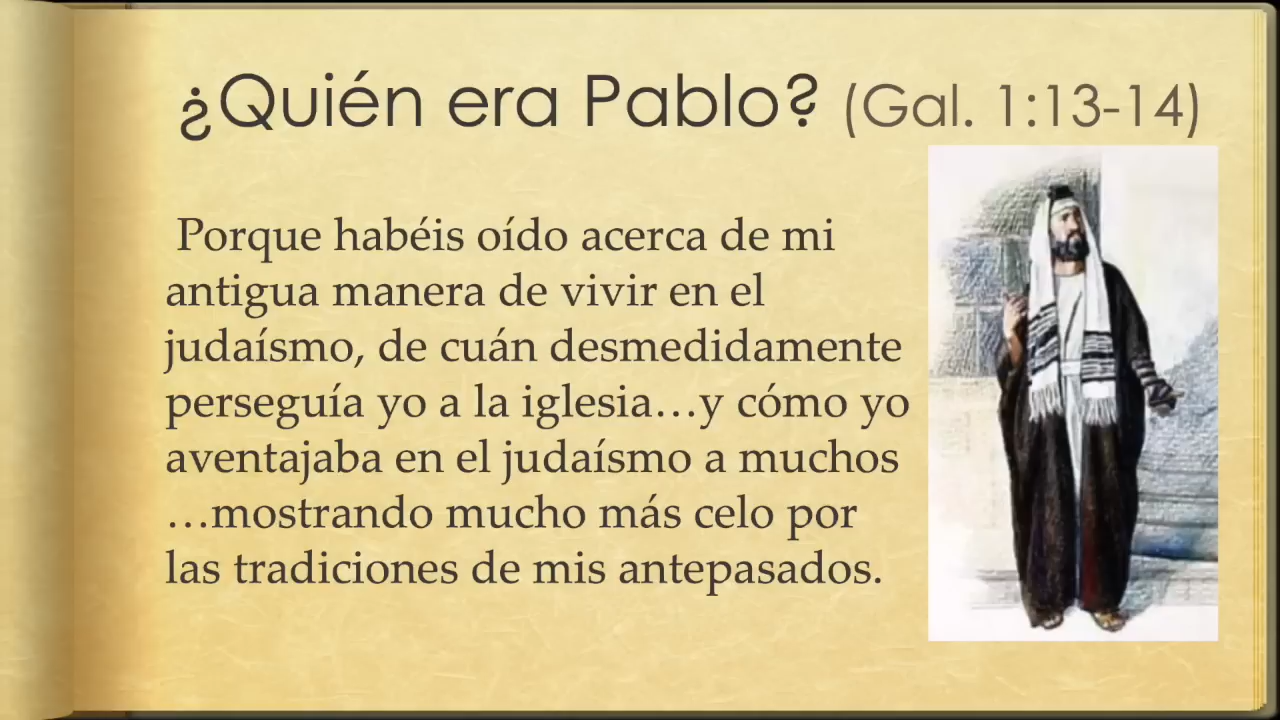 ¿Quién era Pablo? (Gal. 1:13-14)
Porque habéis oído acerca de mi
antigua manera de vivir en el
judaísmo, de cuán desmedidamente
perseguía yo a la iglesia…y cómo yo
aventajaba en el judaísmo a muchos
…mostrando mucho más celo por
las tradiciones de mis antepasados.